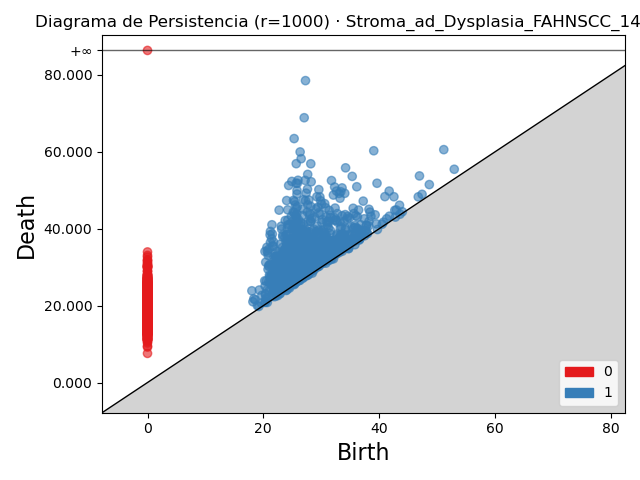 Diagrama de Persistencia (r=1000) · Stroma_ad_Dysplasia_FAHNSCC_14
+∞
80.000
60.000
40.000
20.000
0.000
Death
0
1
0 20 40 60 80
Birth